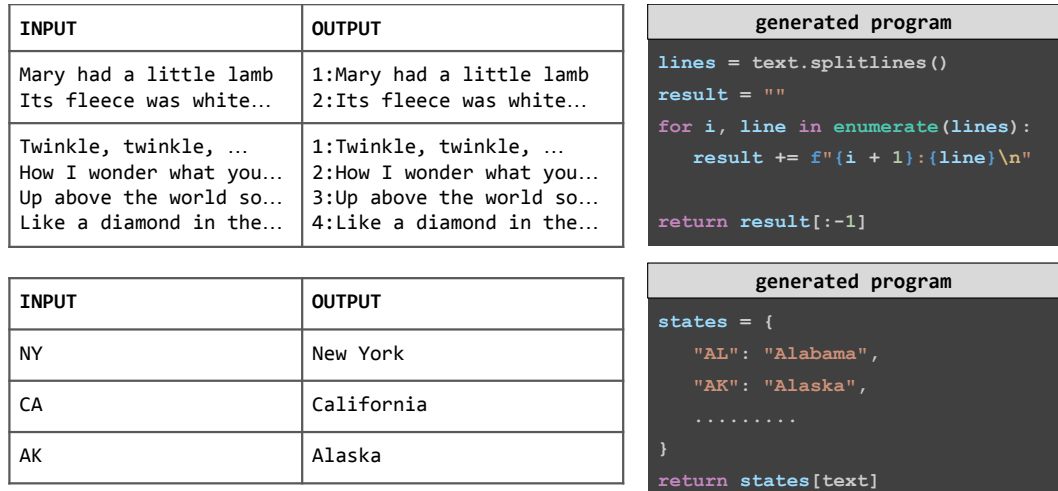 INPUT OUTPUT
Mary had a little lamb 1:Mary had a little lamb
Its fleece was white… 2:Its fleece was white…
Twinkle, twinkle, … 1:Twinkle, twinkle, …
How I wonder what you… 2:How I wonder what you…
Up above the world so… 3:Up above the world so…
Like a diamond in the… 4:Like a diamond in the…
generated program
lines = text.splitlines()
result = ""
for i, line in enumerate(lines):
result += f"{i + 1}:{line}\n"
return result[:-1]
INPUT OUTPUT
NY New York
CA California
AK Alaska
generated program
states = {
"AL": "Alabama",
"AK": "Alaska",
.........
}
return states[text]